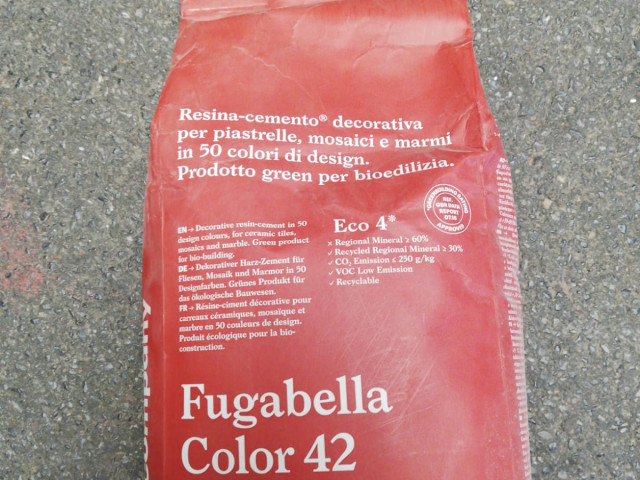 Resina-cemento® decorativa
per piastrelle, mosaici e marmi
in 50 colori di design.
Prodotto green per bioedilizia.
EN → Decorative resin-cement in 50
design colours, for ceramic tiles,
mosaics and marble. Green product
for bio-building.
DE → Dekorativer Harz-Zement für
Fliesen, Mosaik und Marmor in 50
Designfarben. Grünes Produkt für
das ökologische Bauwesen.
FR → Résine-ciment décorative pour
carreaux céramiques, mosaïque et
marbre en 50 couleurs de design.
Produit écologique pour la bio-
construction.
Eco 4*
× Regional Mineral ≥ 60%
✓ Recycled Regional Mineral ≥ 30%
✓ CO₂ Emission ≤ 250 g/kg
✓ VOC Low Emission
✓ Recyclable
GREENBUILDING RATING
REPORT
APPROVED
Fugabella
Color 42